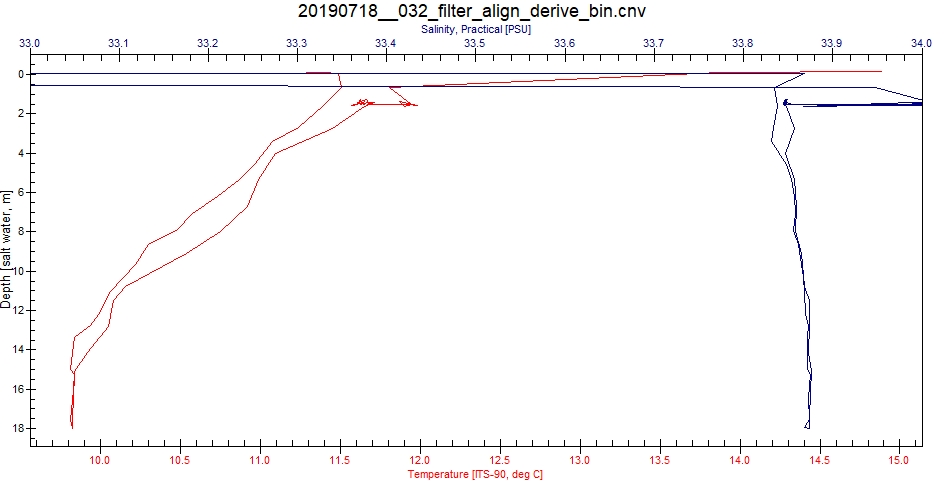 20190718__032_filter_align_derive_bin.cnv
Salinity, Practical [PSU]
33.0 33.1 33.2 33.3 33.4 33.5 33.6 33.7 33.8 33.9 34.0
Depth [salt water, m]
0
2
4
6
8
10
12
14
16
18
10.0 10.5 11.0 11.5 12.0 12.5 13.0 13.5 14.0 14.5 15.0
Temperature [ITS-90, deg C]